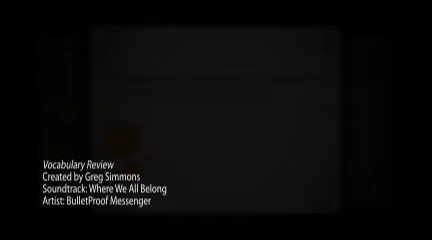 Vocabulary Review
Created by Greg Simmons
Soundtrack: Where We All Belong
Artist: BulletProof Messenger